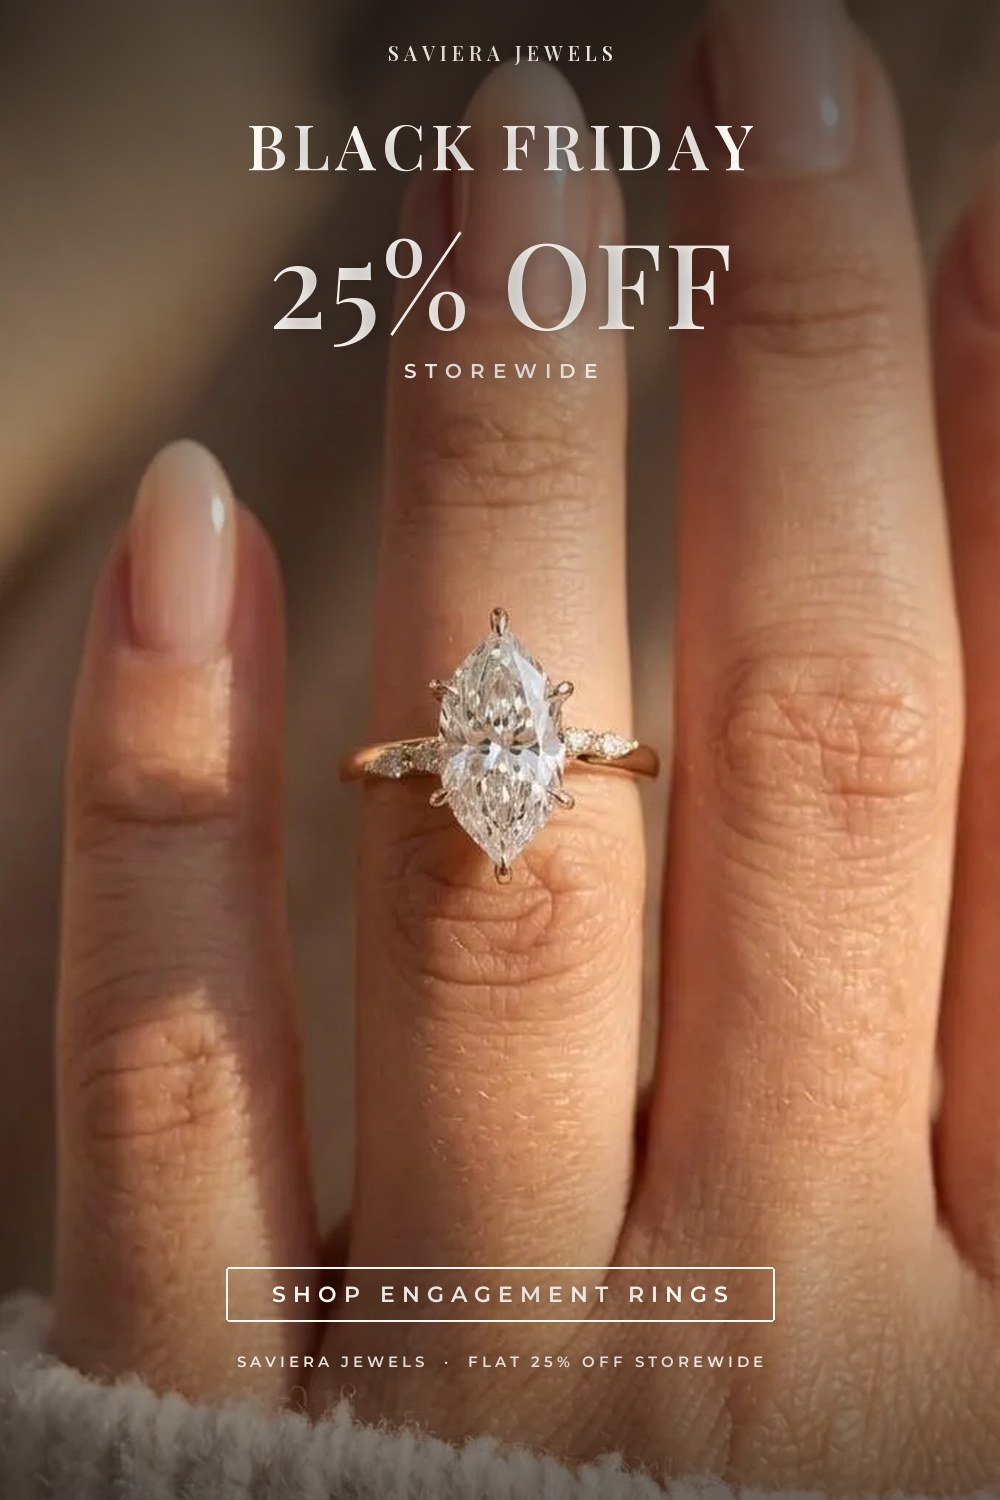 SAVIERA JEWELS
BLACK FRIDAY
25% OFF
STOREWIDE
SHOP ENGAGEMENT RINGS
SAVIERA JEWELS · FLAT 25% OFF STOREWIDE